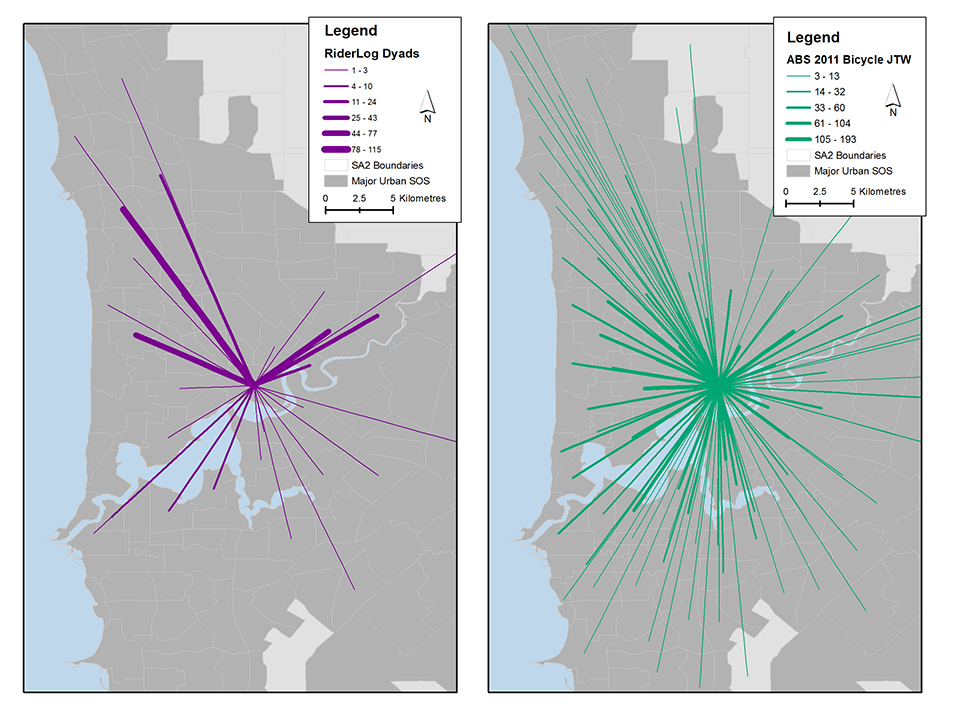 Legend
RiderLog Dyads
1 - 3
4 - 10
11 - 24
25 - 43
44 - 77
78 - 115
SA2 Boundaries
Major Urban SOS
0 2.5 5 Kilometres
N
Legend
ABS 2011 Bicycle JTW
3 - 13
14 - 32
33 - 60
61 - 104
105 - 193
SA2 Boundaries
Major Urban SOS
0 2.5 5 Kilometres
N